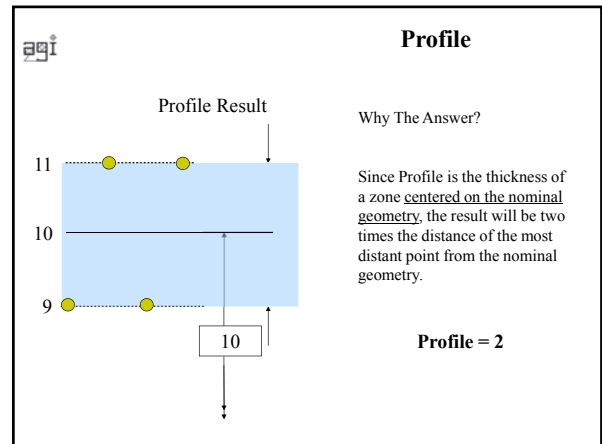 agi
Profile
Profile Result
Why The Answer?
11
Since Profile is the thickness of
a zone centered on the nominal
geometry, the result will be two
times the distance of the most
distant point from the nominal
geometry.
10
9
10
Profile = 2